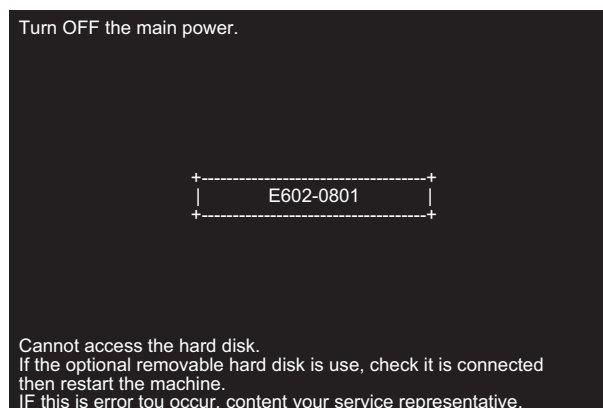 Turn OFF the main power.
+------------------------------------+
| E602-0801 |
+------------------------------------+
Cannot access the hard disk.
If the optional removable hard disk is use, check it is connected
then restart the machine.
IF this is error tou occur, content your service representative.